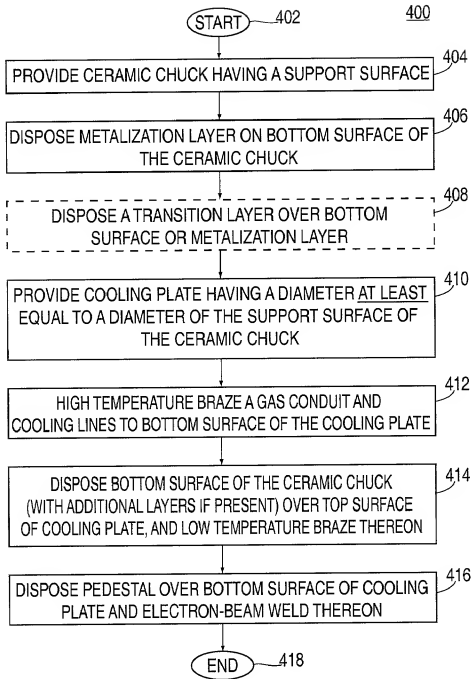 400
START
402
404
PROVIDE CERAMIC CHUCK HAVING A SUPPORT SURFACE
406
DISPOSE METALIZATION LAYER ON BOTTOM SURFACE OF
THE CERAMIC CHUCK
408
DISPOSE A TRANSITION LAYER OVER BOTTOM
SURFACE OR METALIZATION LAYER
410
PROVIDE COOLING PLATE HAVING A DIAMETER AT LEAST
EQUAL TO A DIAMETER OF THE SUPPORT SURFACE OF
THE CERAMIC CHUCK
412
HIGH TEMPERATURE BRAZE A GAS CONDUIT AND
COOLING LINES TO BOTTOM SURFACE OF THE COOLING PLATE
414
DISPOSE BOTTOM SURFACE OF THE CERAMIC CHUCK
(WITH ADDITIONAL LAYERS IF PRESENT) OVER TOP SURFACE
OF COOLING PLATE, AND LOW TEMPERATURE BRAZE THEREON
416
DISPOSE PEDESTAL OVER BOTTOM SURFACE OF COOLING
PLATE AND ELECTRON-BEAM WELD THEREON
END
418